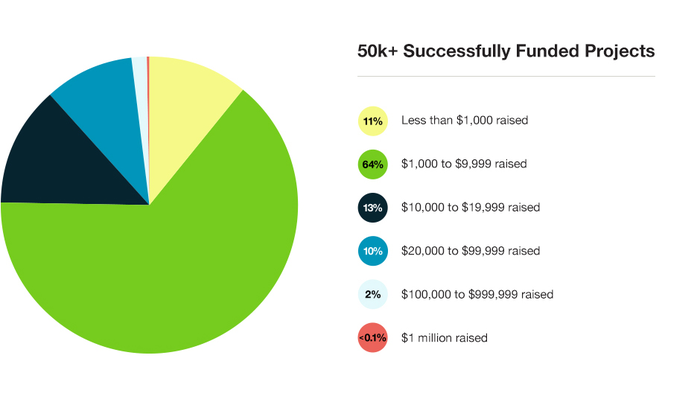 50k+ Successfully Funded Projects
11% Less than $1,000 raised
64% $1,000 to $9,999 raised
13% $10,000 to $19,999 raised
10% $20,000 to $99,999 raised
2% $100,000 to $999,999 raised
<0.1% $1 million raised